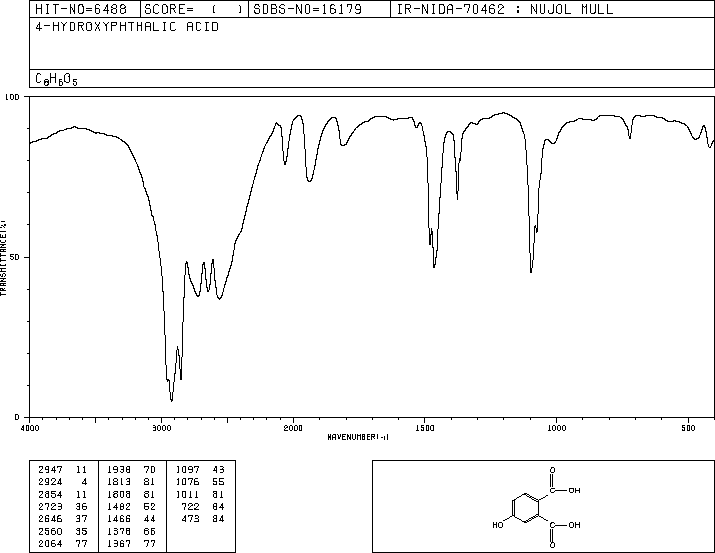 HIT-NO=6488 SCORE= ( ) SDBS-NO=16179 IR-NIDA-70462 : NUJOL MULL
4-HYDROXYPHTHALIC ACID
C8H6O5
100
50
0
TRANSMITTANCE(%)
4000 3000 2000 1500 1000 500
WAVENUMBER(-1)
2947 11 1938 70 1097 43
2924 4 1813 81 1076 55
2854 11 1808 81 1011 81
2723 36 1482 52 722 84
2646 37 1466 44 473 84
2560 35 1378 66
2064 77 1367 77
O
C OH
HO C OH
O